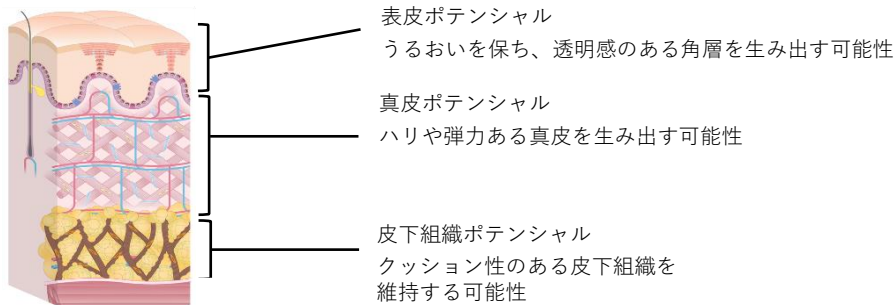 表皮ポテンシャル
うるおいを保ち、透明感のある角層を生み出す可能性
真皮ポテンシャル
ハリや弾力ある真皮を生み出す可能性
皮下組織ポテンシャル
クッション性のある皮下組織を
維持する可能性